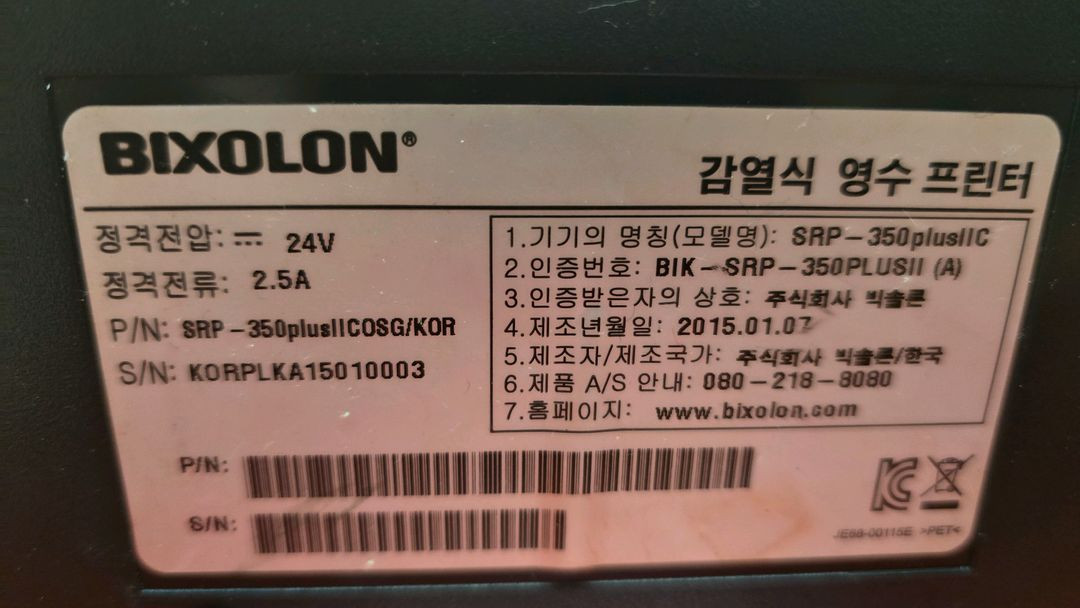 BIXOLON®
감열식 영수 프린터
정격전압: ⎓ 24V
정격전류: 2.5A
P/N: SRP-350plusIICOSG/KOR
S/N: KORPLKA15010003
1.기기의 명칭(모델명): SRP-350plusIIC
2.인증번호: BIK-SRP-350PLUSII (A)
3.인증받은자의 상호: 주식회사 빅솔론
4.제조년월일: 2015.01.07
5.제조자/제조국가: 주식회사 빅솔론/한국
6.제품 A/S 안내: 080-218-8080
7.홈페이지: www.bixolon.com
P/N:
S/N:
JE68-00115E >PET<